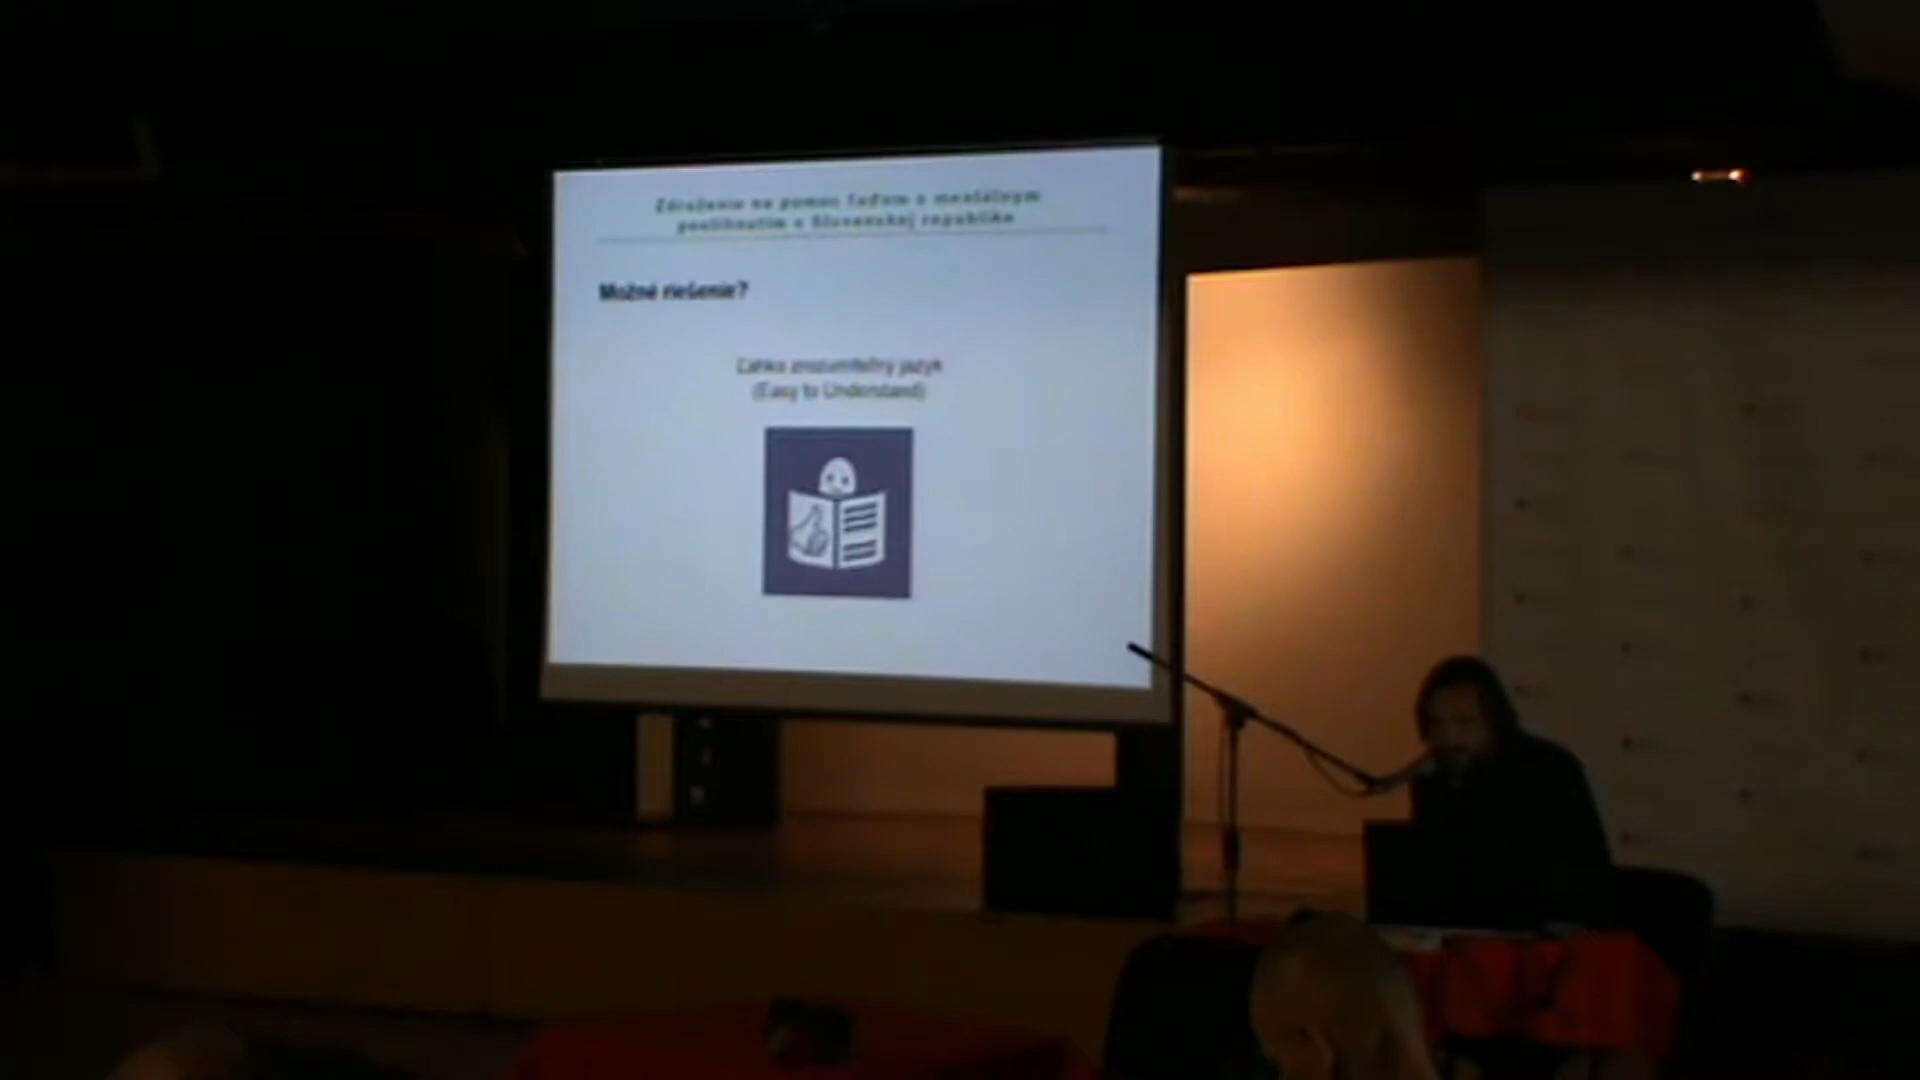 Združenie na pomoc ľuďom s mentálnym
postihnutím v Slovenskej republike
Možné riešenie?
Ľahko zrozumiteľný jazyk
(Easy to Understand)